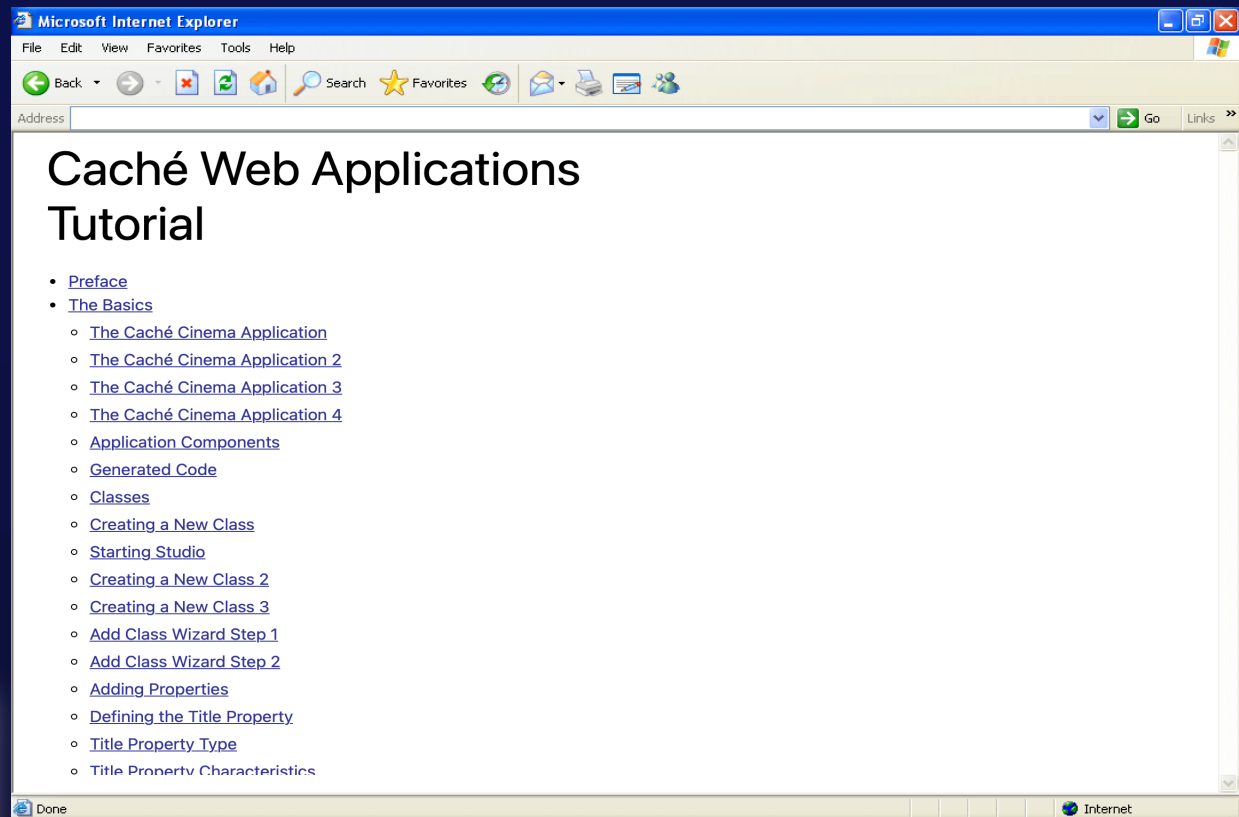 Microsoft Internet Explorer
File Edit View Favorites Tools Help
Back Search Favorites
Address Go Links »
Caché Web Applications
Tutorial
• Preface
• The Basics
◦ The Caché Cinema Application
◦ The Caché Cinema Application 2
◦ The Caché Cinema Application 3
◦ The Caché Cinema Application 4
◦ Application Components
◦ Generated Code
◦ Classes
◦ Creating a New Class
◦ Starting Studio
◦ Creating a New Class 2
◦ Creating a New Class 3
◦ Add Class Wizard Step 1
◦ Add Class Wizard Step 2
◦ Adding Properties
◦ Defining the Title Property
◦ Title Property Type
◦ Title Property Characteristics
Done Internet